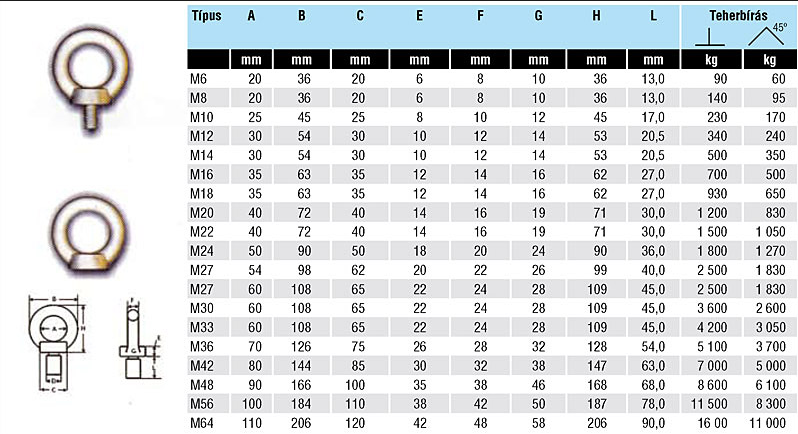 Típus A B C E F G H L Teherbírás
45°
mm mm mm mm mm mm mm mm kg kg
M6 20 36 20 6 8 10 36 13,0 90 60
M8 20 36 20 6 8 10 36 13,0 140 95
M10 25 45 25 8 10 12 45 17,0 230 170
M12 30 54 30 10 12 14 53 20,5 340 240
M14 30 54 30 10 12 14 53 20,5 500 350
M16 35 63 35 12 14 16 62 27,0 700 500
M18 35 63 35 12 14 16 62 27,0 930 650
M20 40 72 40 14 16 19 71 30,0 1 200 830
M22 40 72 40 14 16 19 71 30,0 1 500 1 050
M24 50 90 50 18 20 24 90 36,0 1 800 1 270
M27 54 98 62 20 22 26 99 40,0 2 500 1 830
M27 60 108 65 22 24 28 109 45,0 2 500 1 830
M30 60 108 65 22 24 28 109 45,0 3 600 2 600
M33 60 108 65 22 24 28 109 45,0 4 200 3 050
M36 70 126 75 26 28 32 128 54,0 5 100 3 700
M42 80 144 85 30 32 38 147 63,0 7 000 5 000
M48 90 166 100 35 38 46 168 68,0 8 600 6 100
M56 100 184 110 38 42 50 187 78,0 11 500 8 300
M64 110 206 120 42 48 58 206 90,0 16 00 11 000
B
F
A
H
G
E
L
D
C